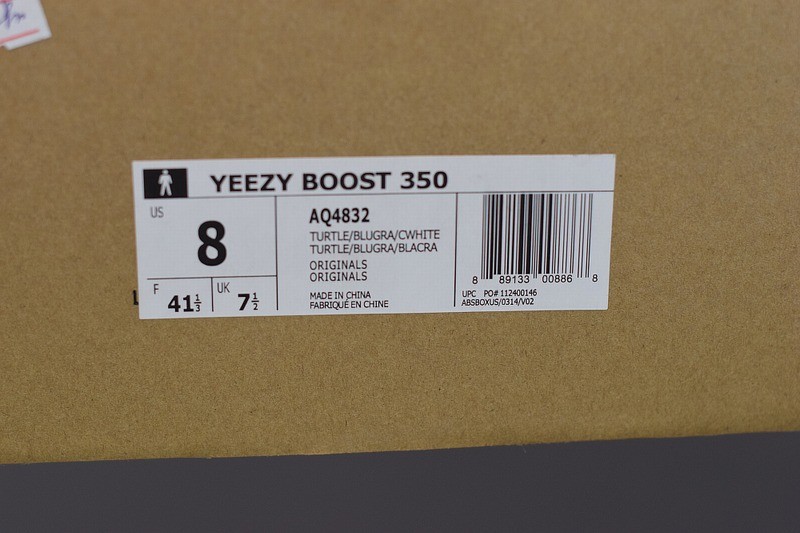 YEEZY BOOST 350
US
8
F 41⅓
UK 7½
AQ4832
TURTLE/BLUGRA/CWHITE
TURTLE/BLUGRA/BLACRA
ORIGINALS
ORIGINALS
MADE IN CHINA
FABRIQUÉ EN CHINE
8 89133 00886 8
UPC PO# 112400146
ABSBOXUS/0314/V02